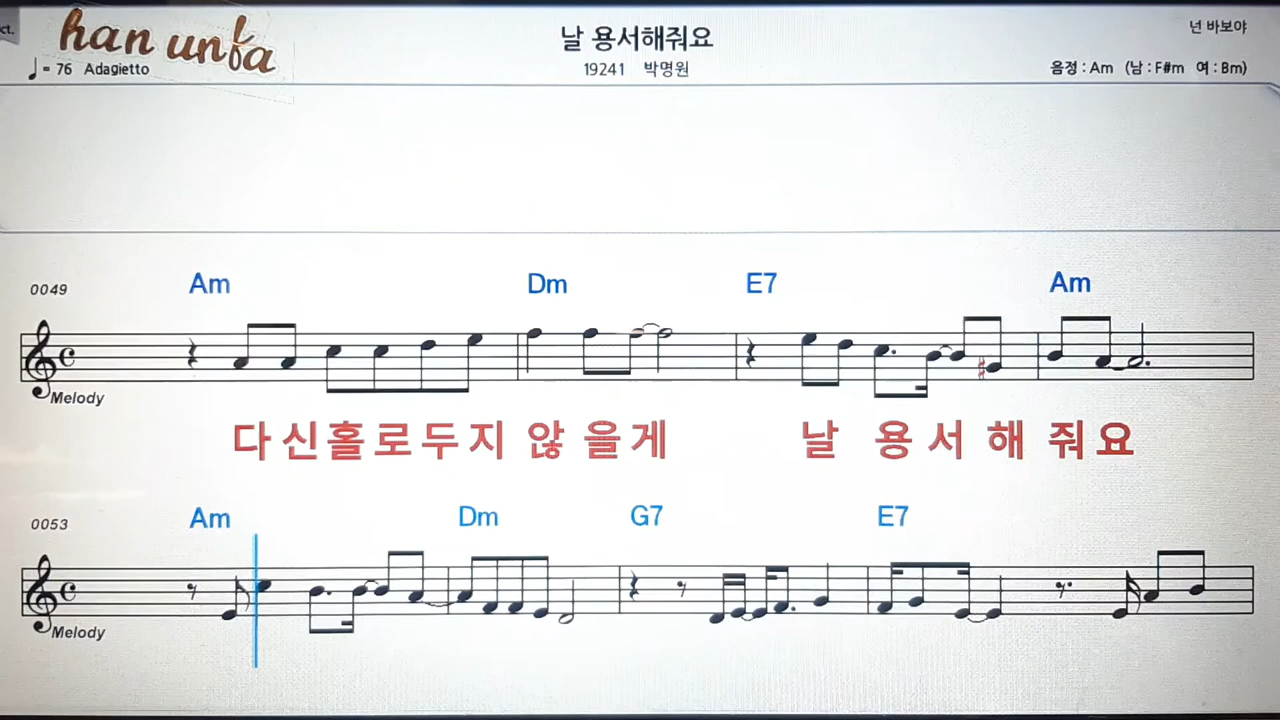 ct.
han unfa
날 용서해줘요
넌 바보야
♩= 76 Adagietto
19241 박명원
음정 : Am (남 : F#m 여 : Bm)
0049
Am Dm E7 Am
Melody
다신홀로두지 않을게 날 용서해 줘요
0053
Am Dm G7 E7
Melody